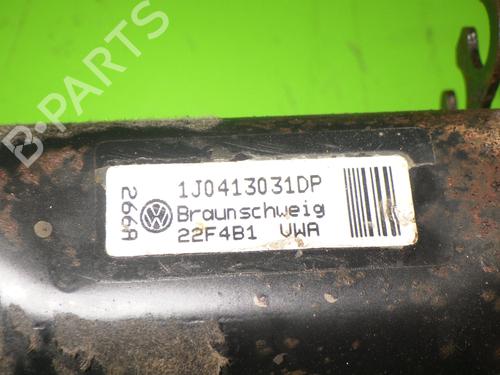 B-PARTS
266A
1J0413031DP
Braunschweig
22F4B1 VWA